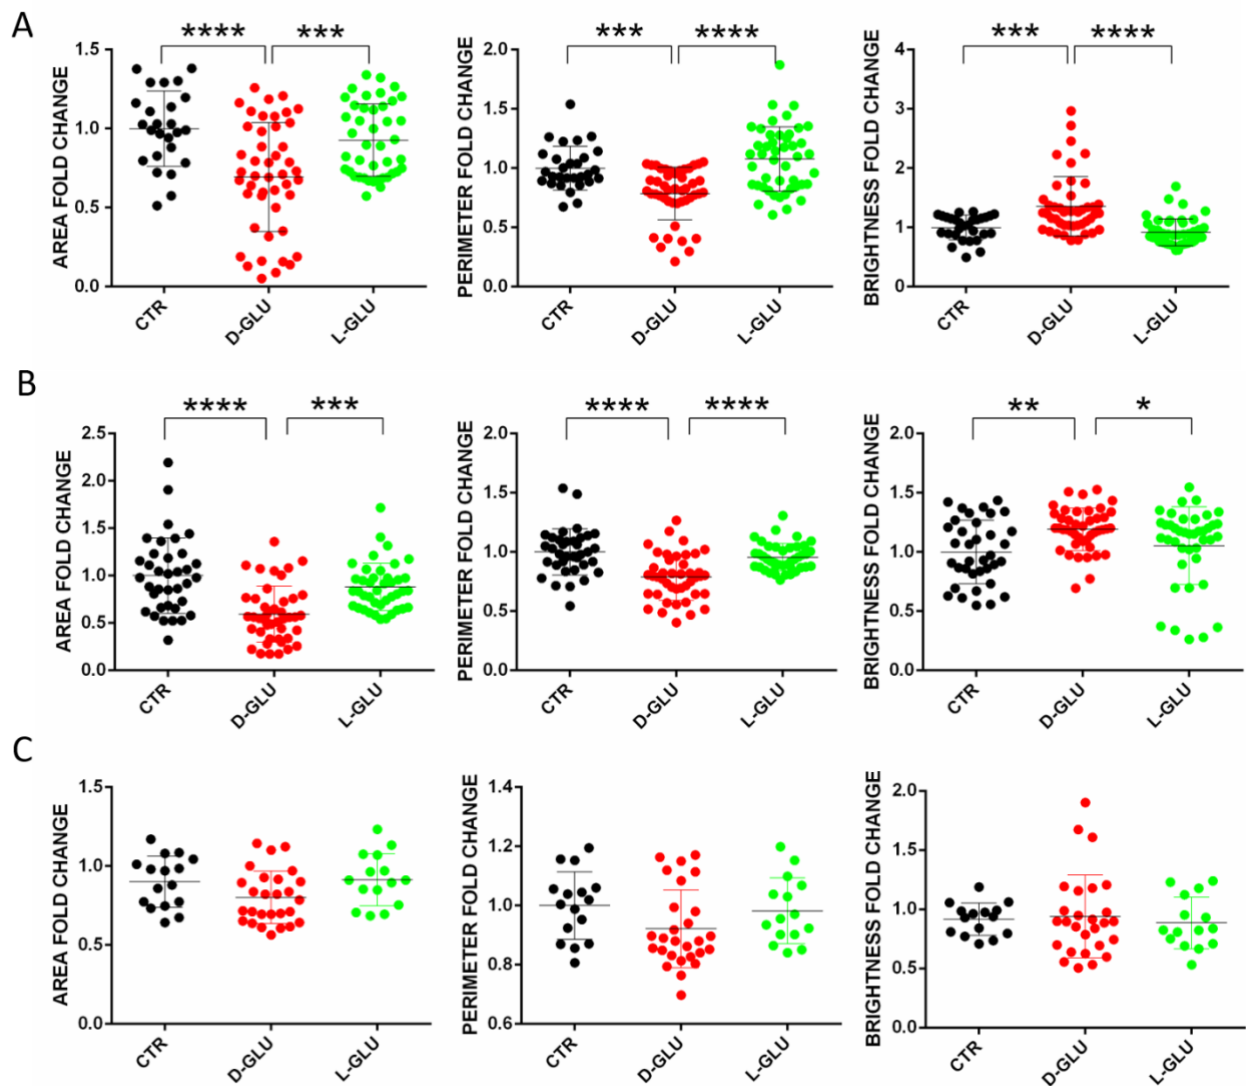 A
**** ***
AREA FOLD CHANGE
1.5
1.0
0.5
0.0
CTR
D-GLU
L-GLU
*** ****
PERIMETER FOLD CHANGE
2.0
1.5
1.0
0.5
0.0
CTR
D-GLU
L-GLU
*** ****
BRIGHTNESS FOLD CHANGE
4
3
2
1
0
CTR
D-GLU
L-GLU
B
**** ***
AREA FOLD CHANGE
2.5
2.0
1.5
1.0
0.5
0.0
CTR
D-GLU
L-GLU
**** ****
PERIMETER FOLD CHANGE
2.0
1.5
1.0
0.5
0.0
CTR
D-GLU
L-GLU
** *
BRIGHTNESS FOLD CHANGE
2.0
1.5
1.0
0.5
0.0
CTR
D-GLU
L-GLU
C
AREA FOLD CHANGE
1.5
1.0
0.5
0.0
CTR
D-GLU
L-GLU
PERIMETER FOLD CHANGE
1.4
1.2
1.0
0.8
0.6
CTR
D-GLU
L-GLU
BRIGHTNESS FOLD CHANGE
2.0
1.5
1.0
0.5
0.0
CTR
D-GLU
L-GLU